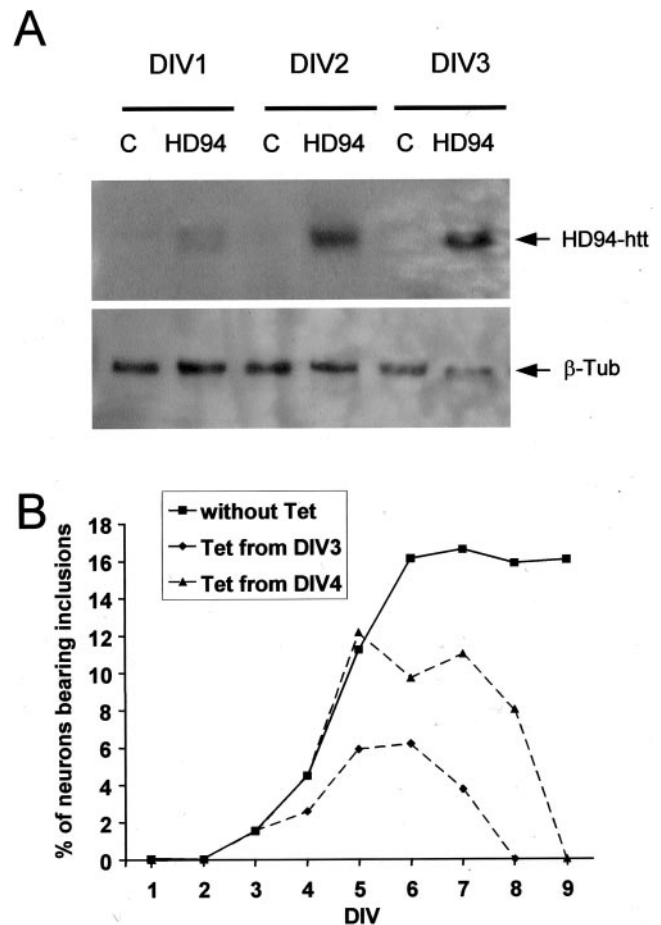 A
DIV1 DIV2 DIV3
C HD94 C HD94 C HD94
HD94-htt
β-Tub
B
without Tet
Tet from DIV3
Tet from DIV4
% of neurons bearing inclusions
18
16
14
12
10
8
6
4
2
0
1 2 3 4 5 6 7 8 9
DIV